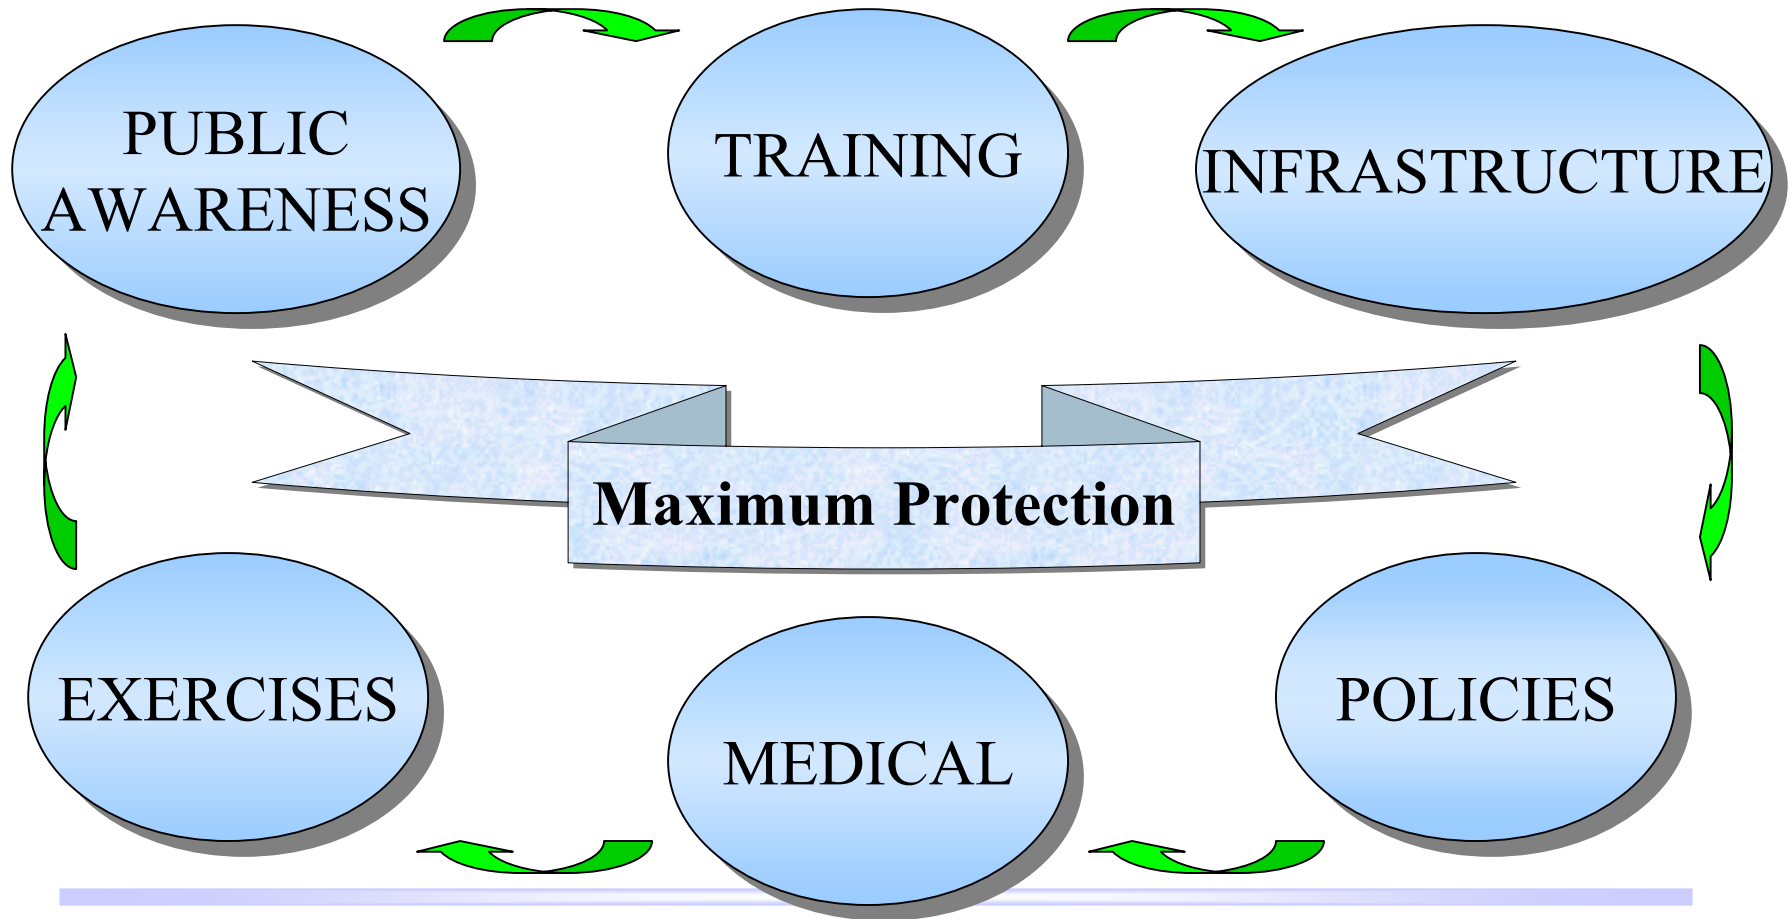 PUBLIC
AWARENESS
TRAINING
INFRASTRUCTURE
Maximum Protection
EXERCISES
MEDICAL
POLICIES